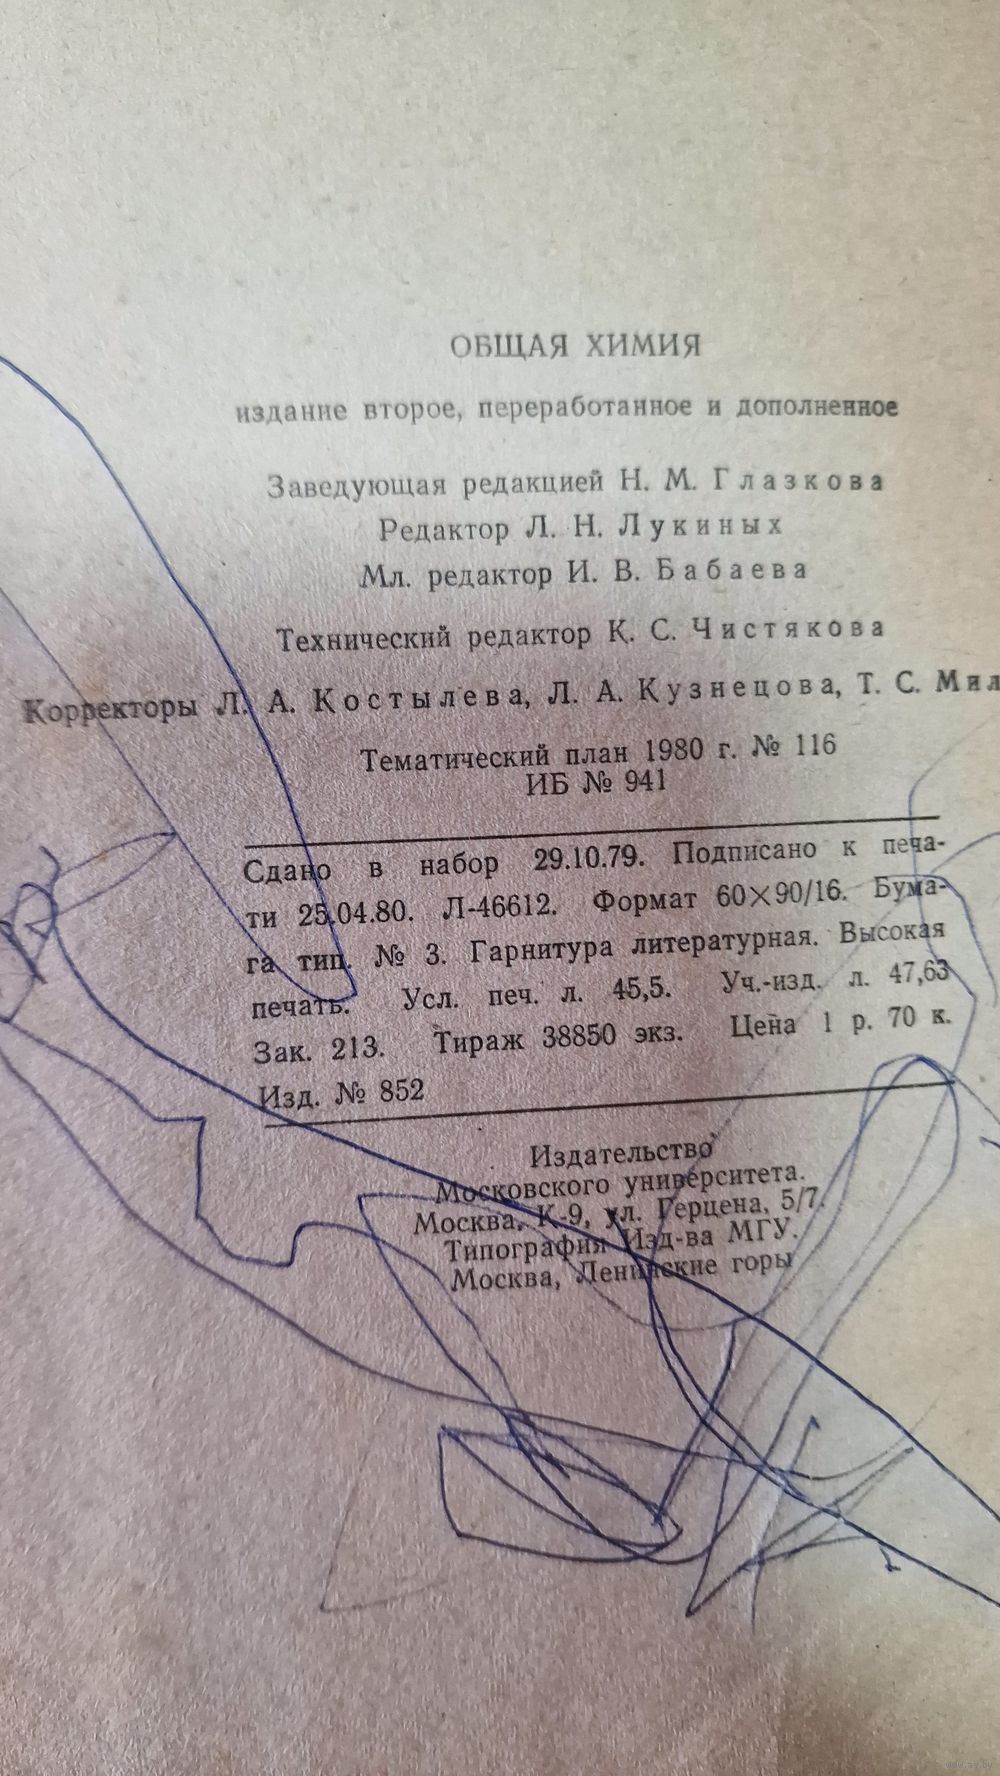 ОБЩАЯ ХИМИЯ
издание второе, переработанное и дополненное
Заведующая редакцией Н. М. Глазкова
Редактор Л. Н. Лукиных
Мл. редактор И. В. Бабаева
Технический редактор К. С. Чистякова
Корректоры Л. А. Костылева, Л. А. Кузнецова, Т. С. Мил
Тематический план 1980 г. № 116
ИБ № 941
Сдано в набор 29.10.79. Подписано к печа-
ти 25.04.80. Л-46612. Формат 60×90/16. Бума-
га тип. № 3. Гарнитура литературная. Высокая
печать. Усл. печ. л. 45,5. Уч.-изд. л. 47,63
Зак. 213. Тираж 38850 экз. Цена 1 р. 70 к.
Изд. № 852
Издательство
Московского университета.
Москва, К-9, ул. Герцена, 5/7.
Типография Изд-ва МГУ.
Москва, Ленинские горы
www.ay.by